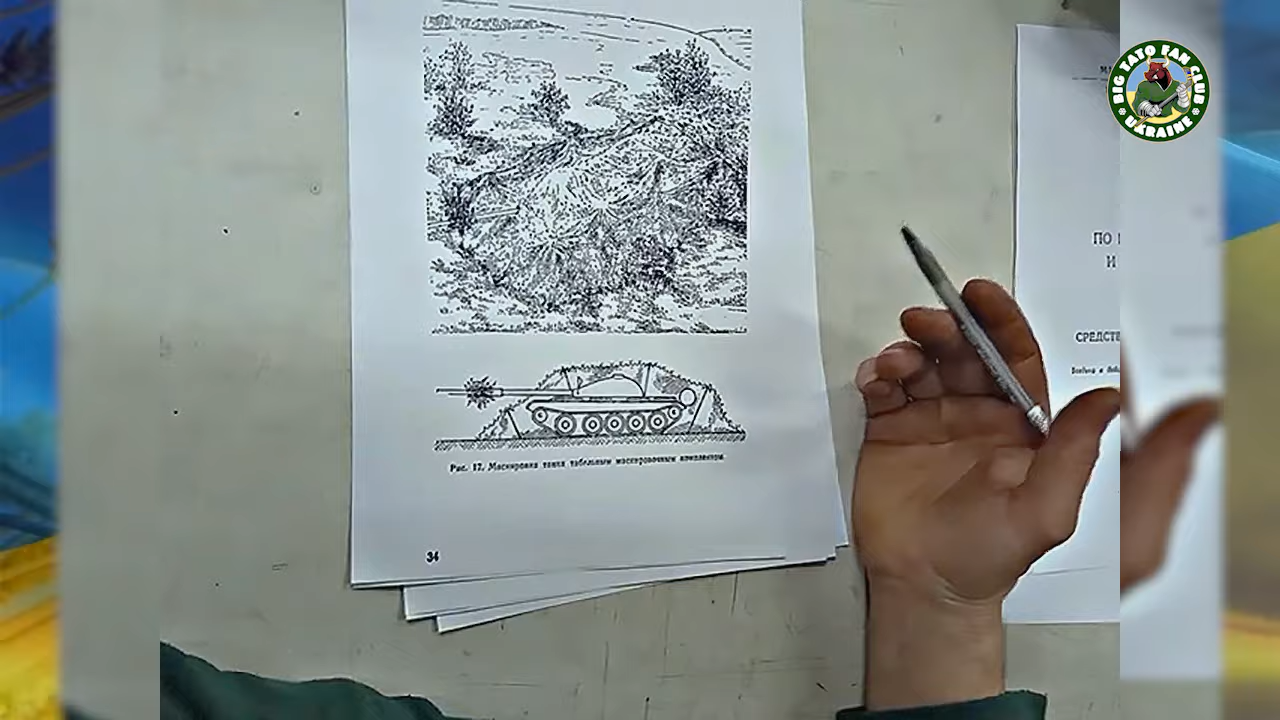 BIG TATO FAN CLUB
UKRAINE
ПО
И
СРЕДСТВ
Рис. 17. Маскировка танка табельным маскировочным комплектом.
34